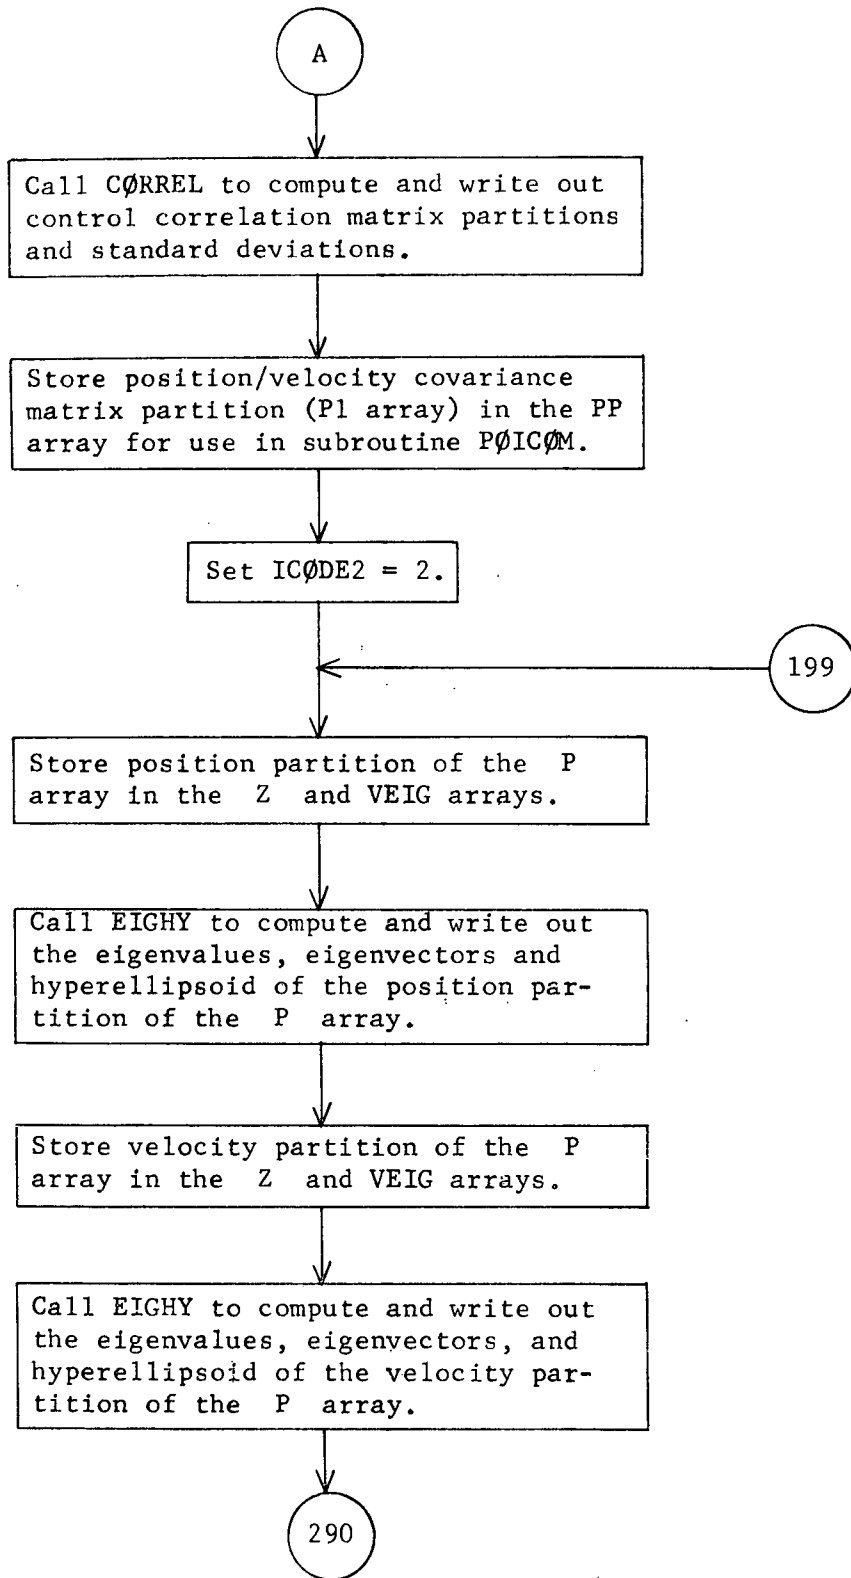 A
Call CØRREL to compute and write out
control correlation matrix partitions
and standard deviations.
Store position/velocity covariance
matrix partition (P1 array) in the PP
array for use in subroutine PØICØM.
Set ICØDE2 = 2.
199
Store position partition of the P
array in the Z and VEIG arrays.
Call EIGHY to compute and write out
the eigenvalues, eigenvectors and
hyperellipsoid of the position par-
tition of the P array.
Store velocity partition of the P
array in the Z and VEIG arrays.
Call EIGHY to compute and write out
the eigenvalues, eigenvectors, and
hyperellipsoid of the velocity par-
tition of the P array.
290